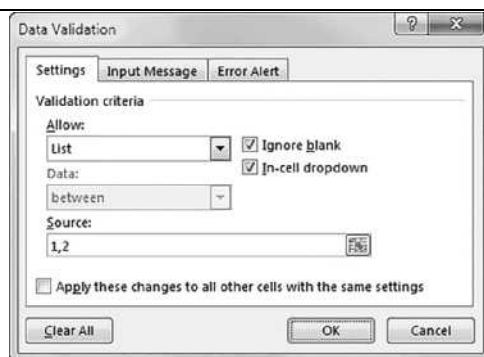 Data Validation
Settings Input Message Error Alert
Validation criteria
Allow:
List
Ignore blank
In-cell dropdown
Data:
between
Source:
1,2
Apply these changes to all other cells with the same settings
Clear All OK Cancel